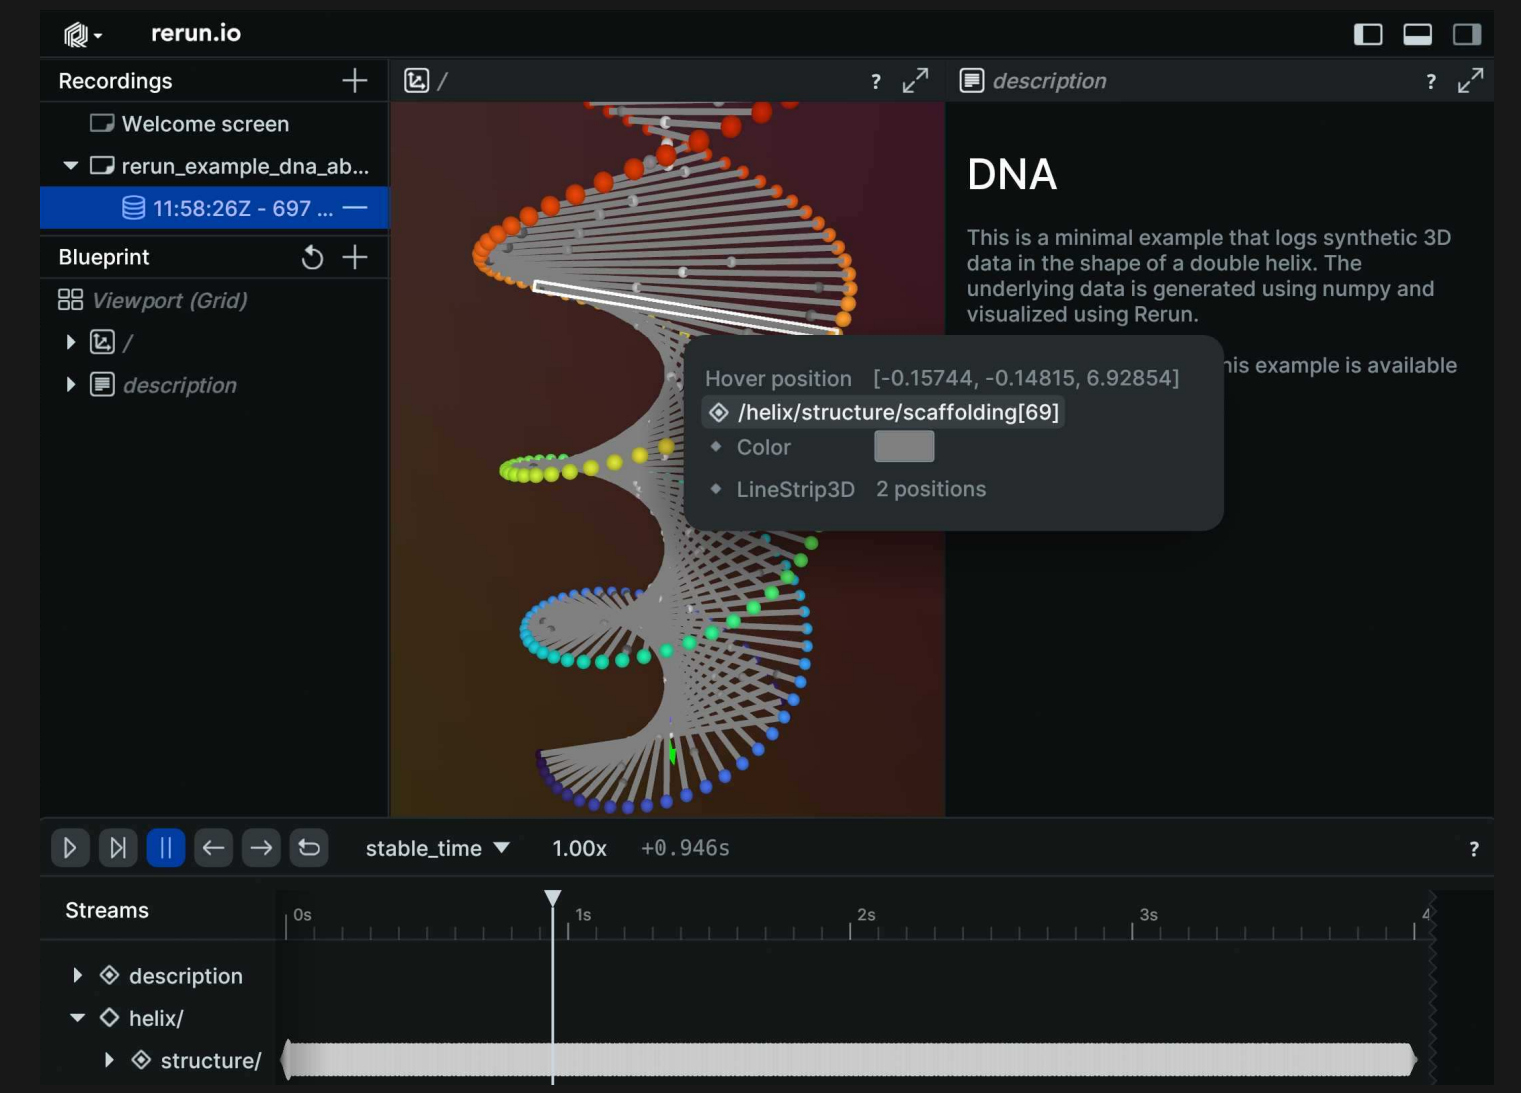 rerun.io
Recordings
Welcome screen
rerun_example_dna_ab...
11:58:26Z - 697 ...
Blueprint
Viewport (Grid)
/
description
/
?
description
?
DNA
This is a minimal example that logs synthetic 3D
data in the shape of a double helix. The
underlying data is generated using numpy and
visualized using Rerun.
his example is available
Hover position [-0.15744, -0.14815, 6.92854]
/helix/structure/scaffolding[69]
Color
LineStrip3D 2 positions
stable_time 1.00x +0.946s
?
Streams
0s 1s 2s 3s 4
description
helix/
structure/